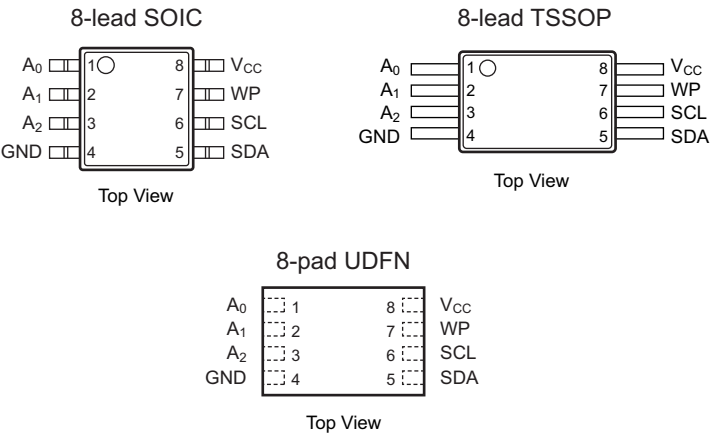 8-lead SOIC
A₀ 1 8 V_CC
A₁ 2 7 WP
A₂ 3 6 SCL
GND 4 5 SDA
Top View
8-lead TSSOP
A₀ 1 8 V_CC
A₁ 2 7 WP
A₂ 3 6 SCL
GND 4 5 SDA
Top View
8-pad UDFN
A₀ 1 8 V_CC
A₁ 2 7 WP
A₂ 3 6 SCL
GND 4 5 SDA
Top View